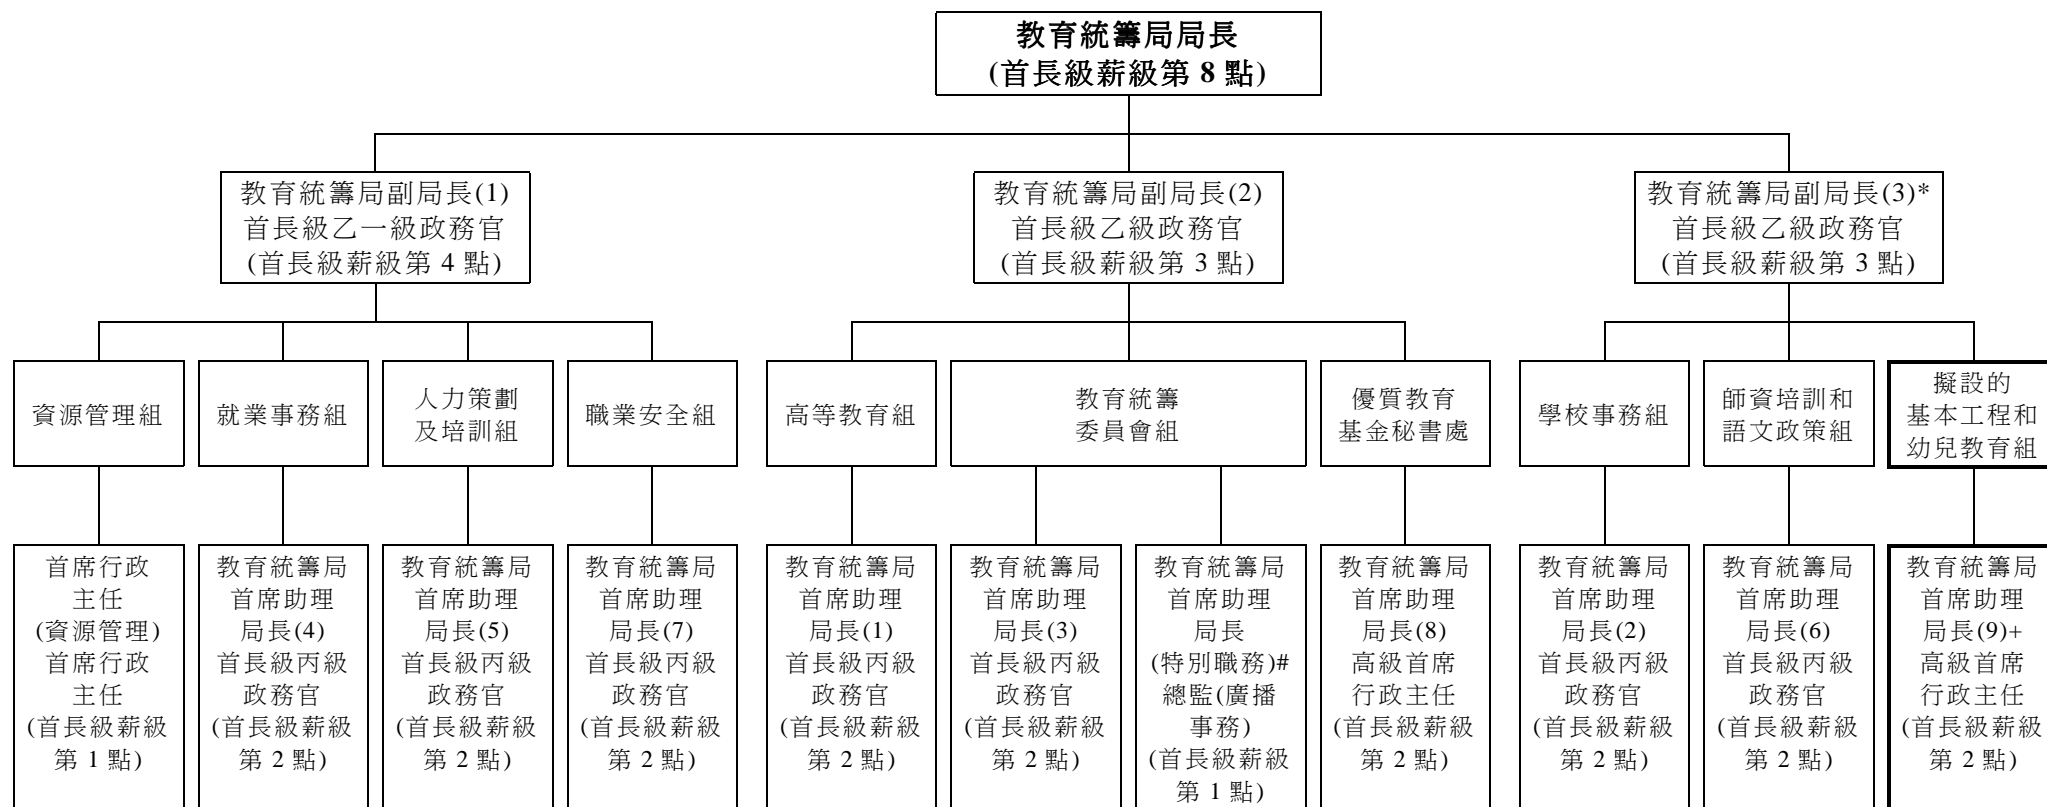 教育統籌局局長
(首長級薪級第 8 點)
教育統籌局副局長(1)
首長級乙一級政務官
(首長級薪級第 4 點)
教育統籌局副局長(2)
首長級乙級政務官
(首長級薪級第 3 點)
教育統籌局副局長(3)*
首長級乙級政務官
(首長級薪級第 3 點)
資源管理組
就業事務組
人力策劃
及培訓組
職業安全組
高等教育組
教育統籌
委員會組
優質教育
基金秘書處
學校事務組
師資培訓和
語文政策組
擬設的
基本工程和
幼兒教育組
首席行政
主任
(資源管理)
首席行政
主任
(首長級薪級
第 1 點)
教育統籌局
首席助理
局長(4)
首長級丙級
政務官
(首長級薪級
第 2 點)
教育統籌局
首席助理
局長(5)
首長級丙級
政務官
(首長級薪級
第 2 點)
教育統籌局
首席助理
局長(7)
首長級丙級
政務官
(首長級薪級
第 2 點)
教育統籌局
首席助理
局長(1)
首長級丙級
政務官
(首長級薪級
第 2 點)
教育統籌局
首席助理
局長(3)
首長級丙級
政務官
(首長級薪級
第 2 點)
教育統籌局
首席助理
局長
(特別職務)#
總監(廣播
事務)
(首長級薪級
第 1 點)
教育統籌局
首席助理
局長(8)
高級首席
行政主任
(首長級薪級
第 2 點)
教育統籌局
首席助理
局長(2)
首長級丙級
政務官
(首長級薪級
第 2 點)
教育統籌局
首席助理
局長(6)
首長級丙級
政務官
(首長級薪級
第 2 點)
教育統籌局
首席助理
局長(9)+
高級首席
行政主任
(首長級薪級
第 2 點)